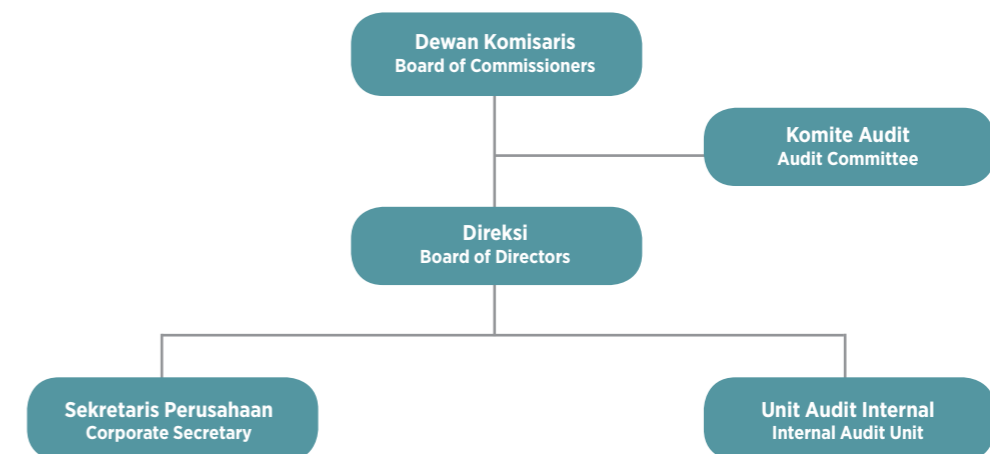 Dewan Komisaris
Board of Commissioners
Komite Audit
Audit Committee
Direksi
Board of Directors
Sekretaris Perusahaan
Corporate Secretary
Unit Audit Internal
Internal Audit Unit